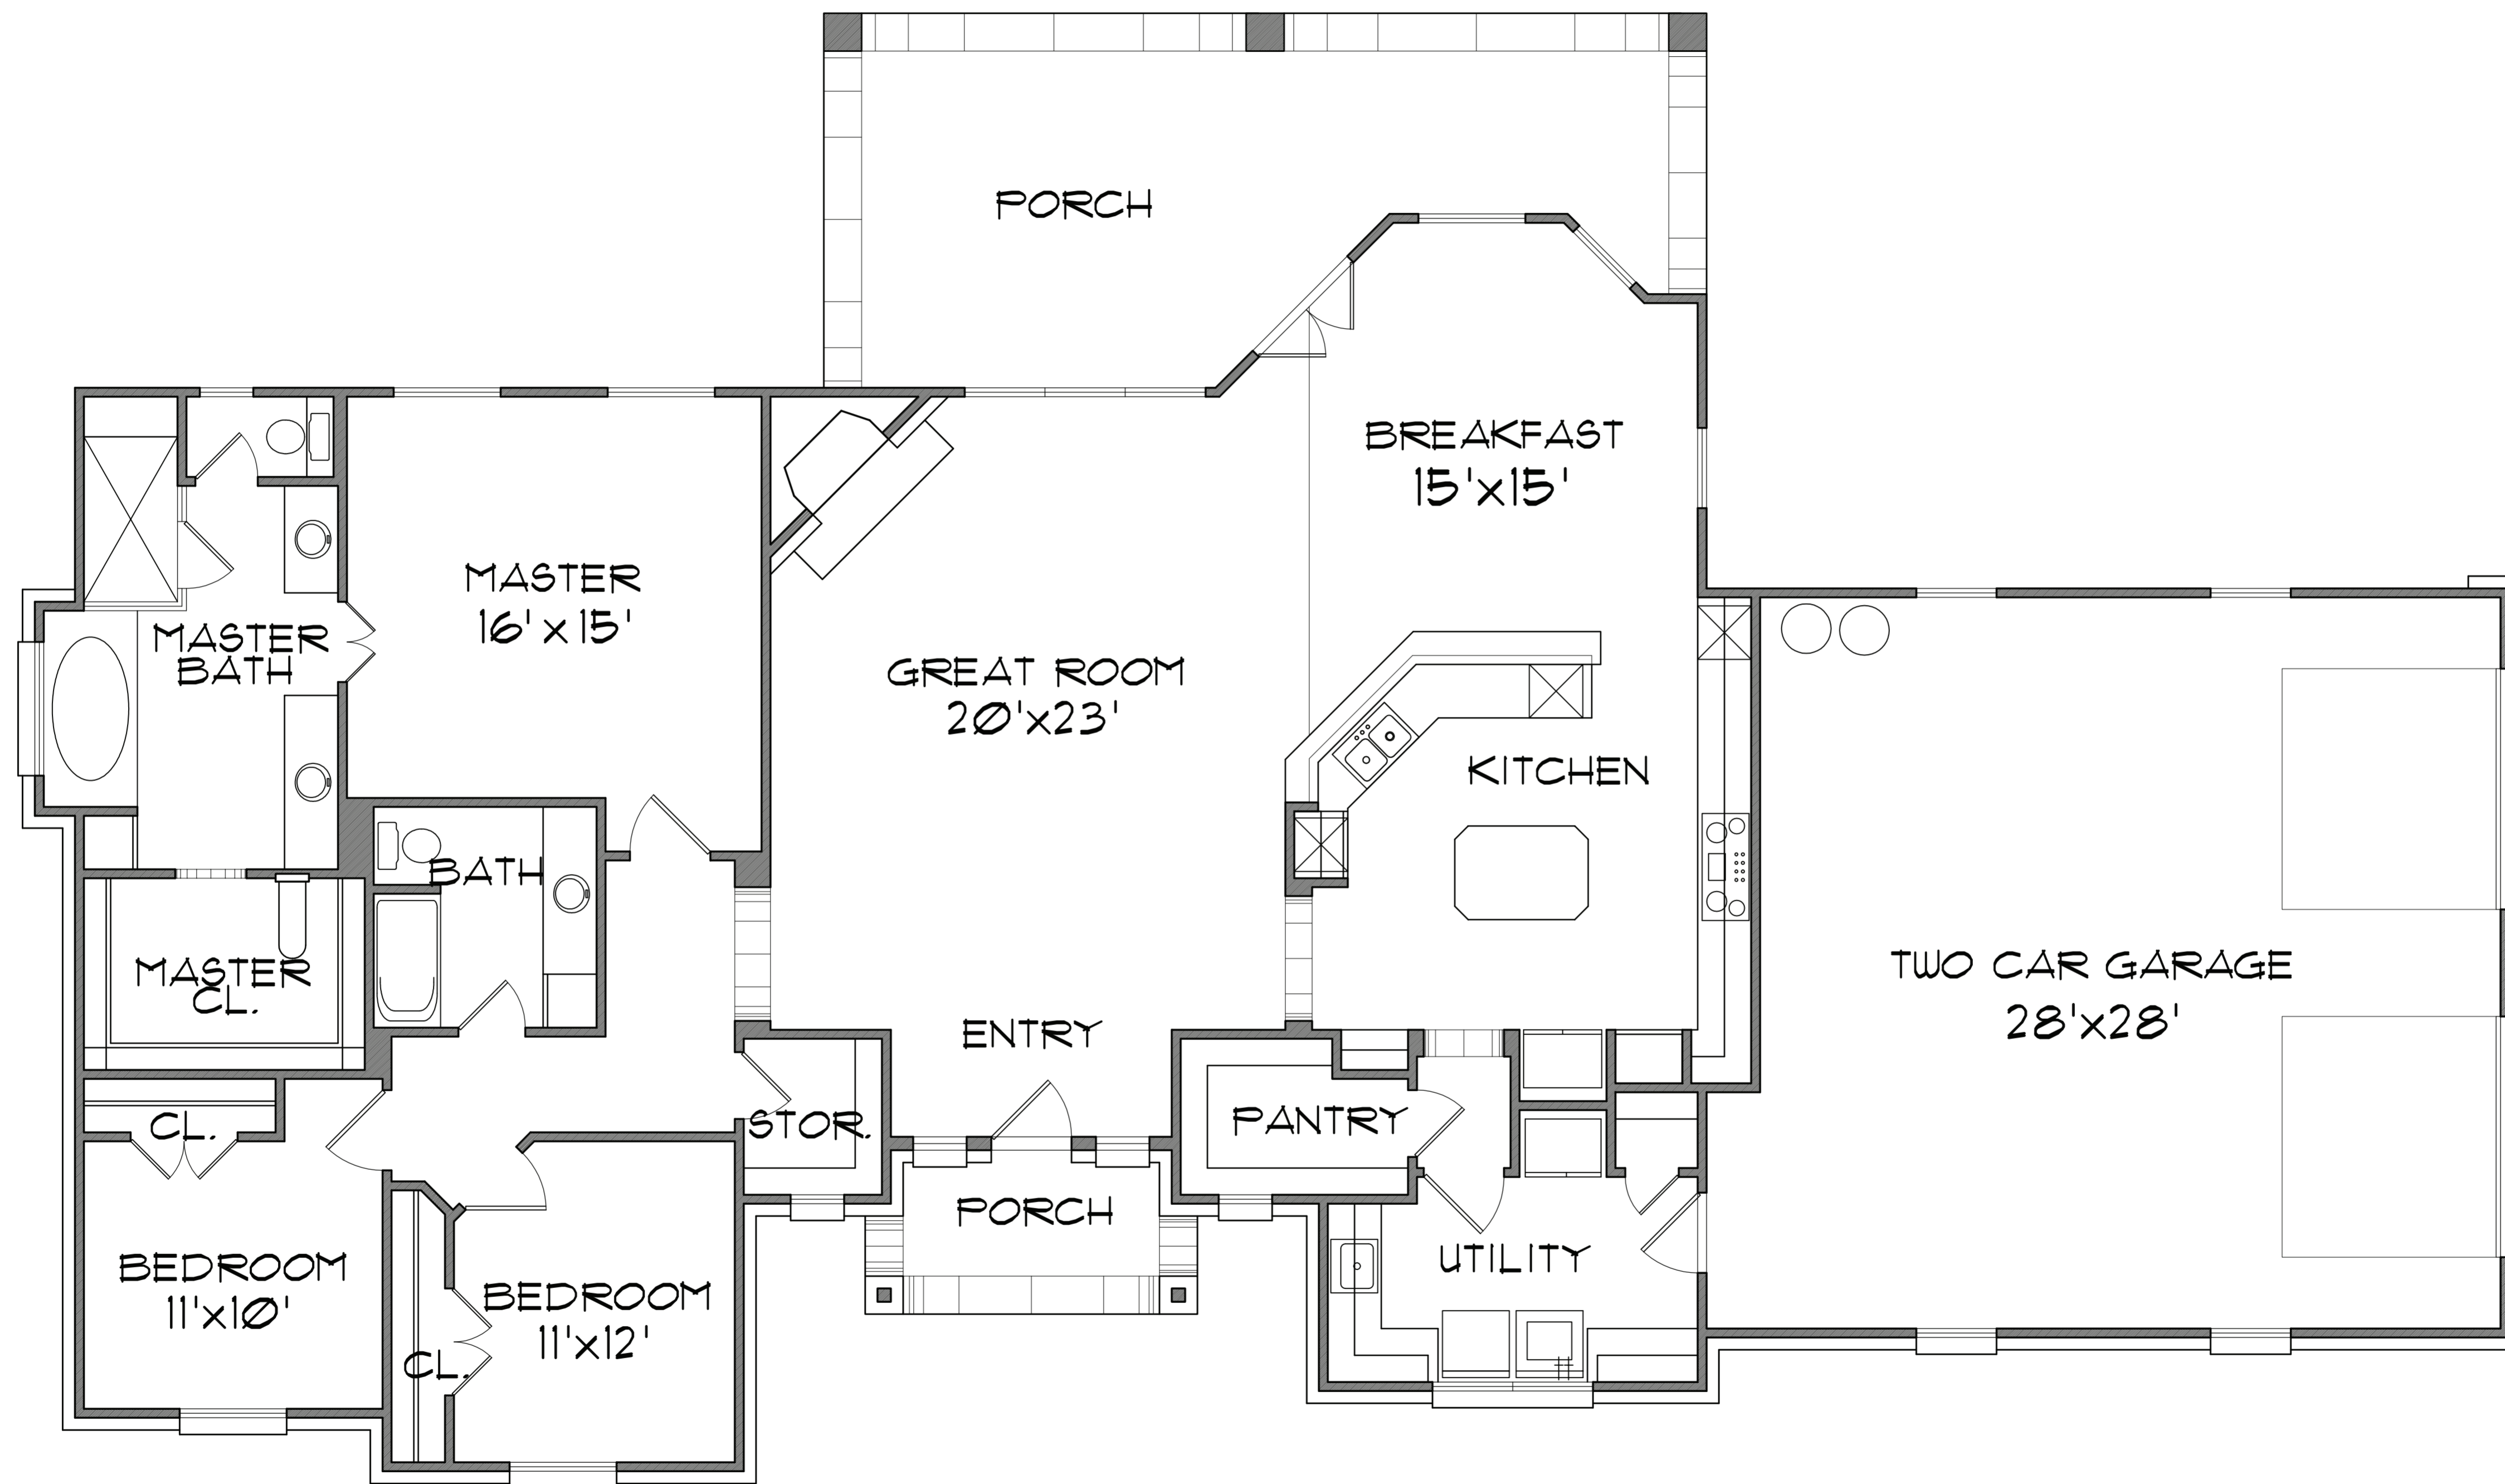 PORCH
BREAKFAST
15'x15'
MASTER
16'x15'
MASTER
BATH
GREAT ROOM
20'x23'
KITCHEN
BATH
MASTER
CL.
TWO CAR GARAGE
28'x28'
ENTRY
CL.
STOR.
PANTRY
PORCH
UTILITY
BEDROOM
11'x10'
BEDROOM
11'x12'
CL.